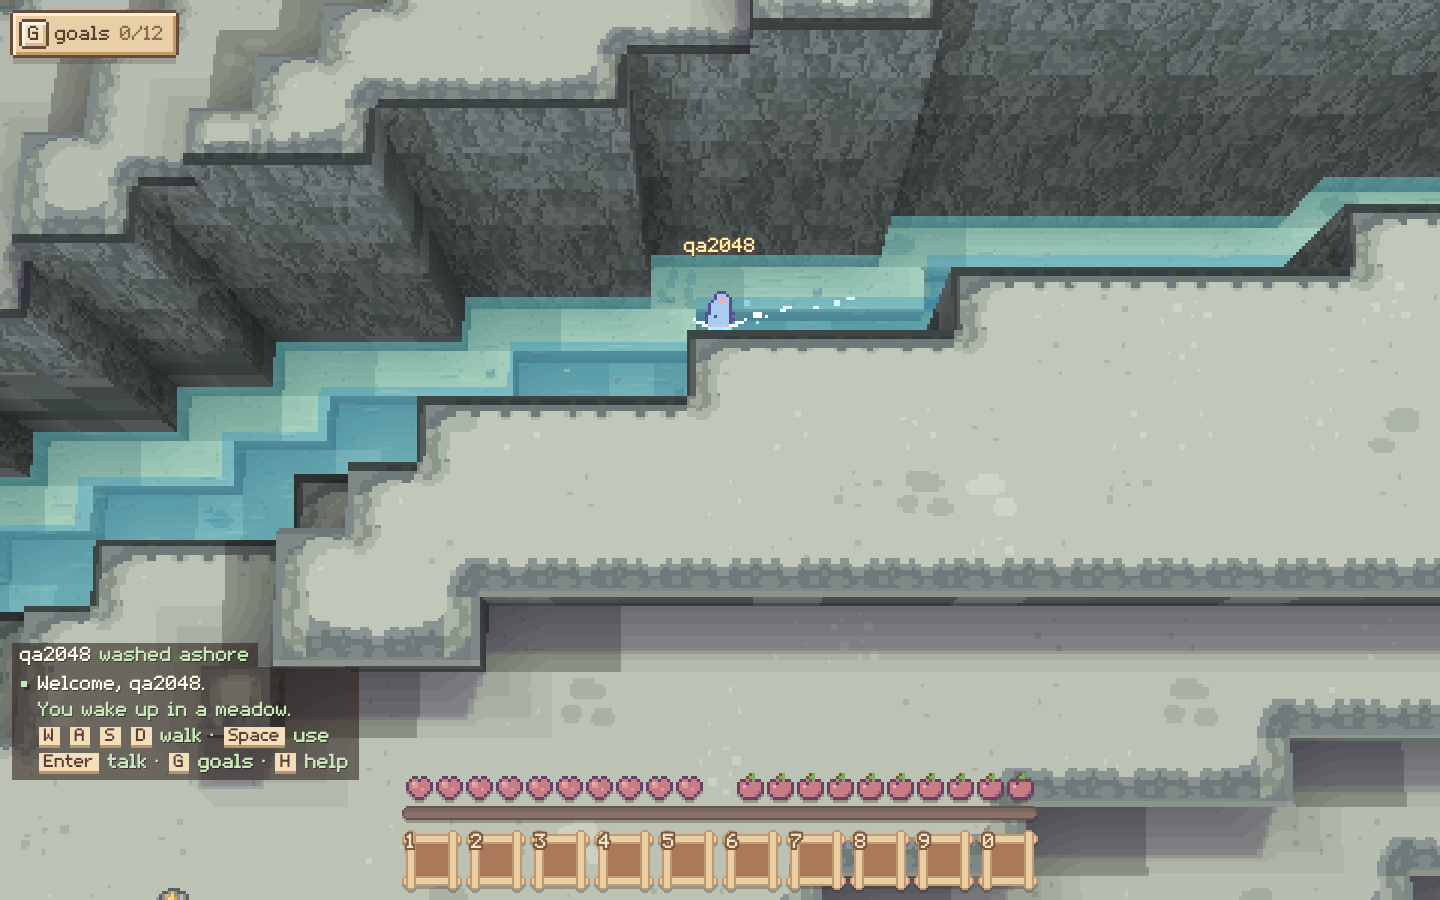 G goals 0/12
qa2048
qa2048 washed ashore
▪ Welcome, qa2048.
You wake up in a meadow.
W A S D walk · Space use
Enter talk · G goals · H help
1 2 3 4 5 6 7 8 9 0